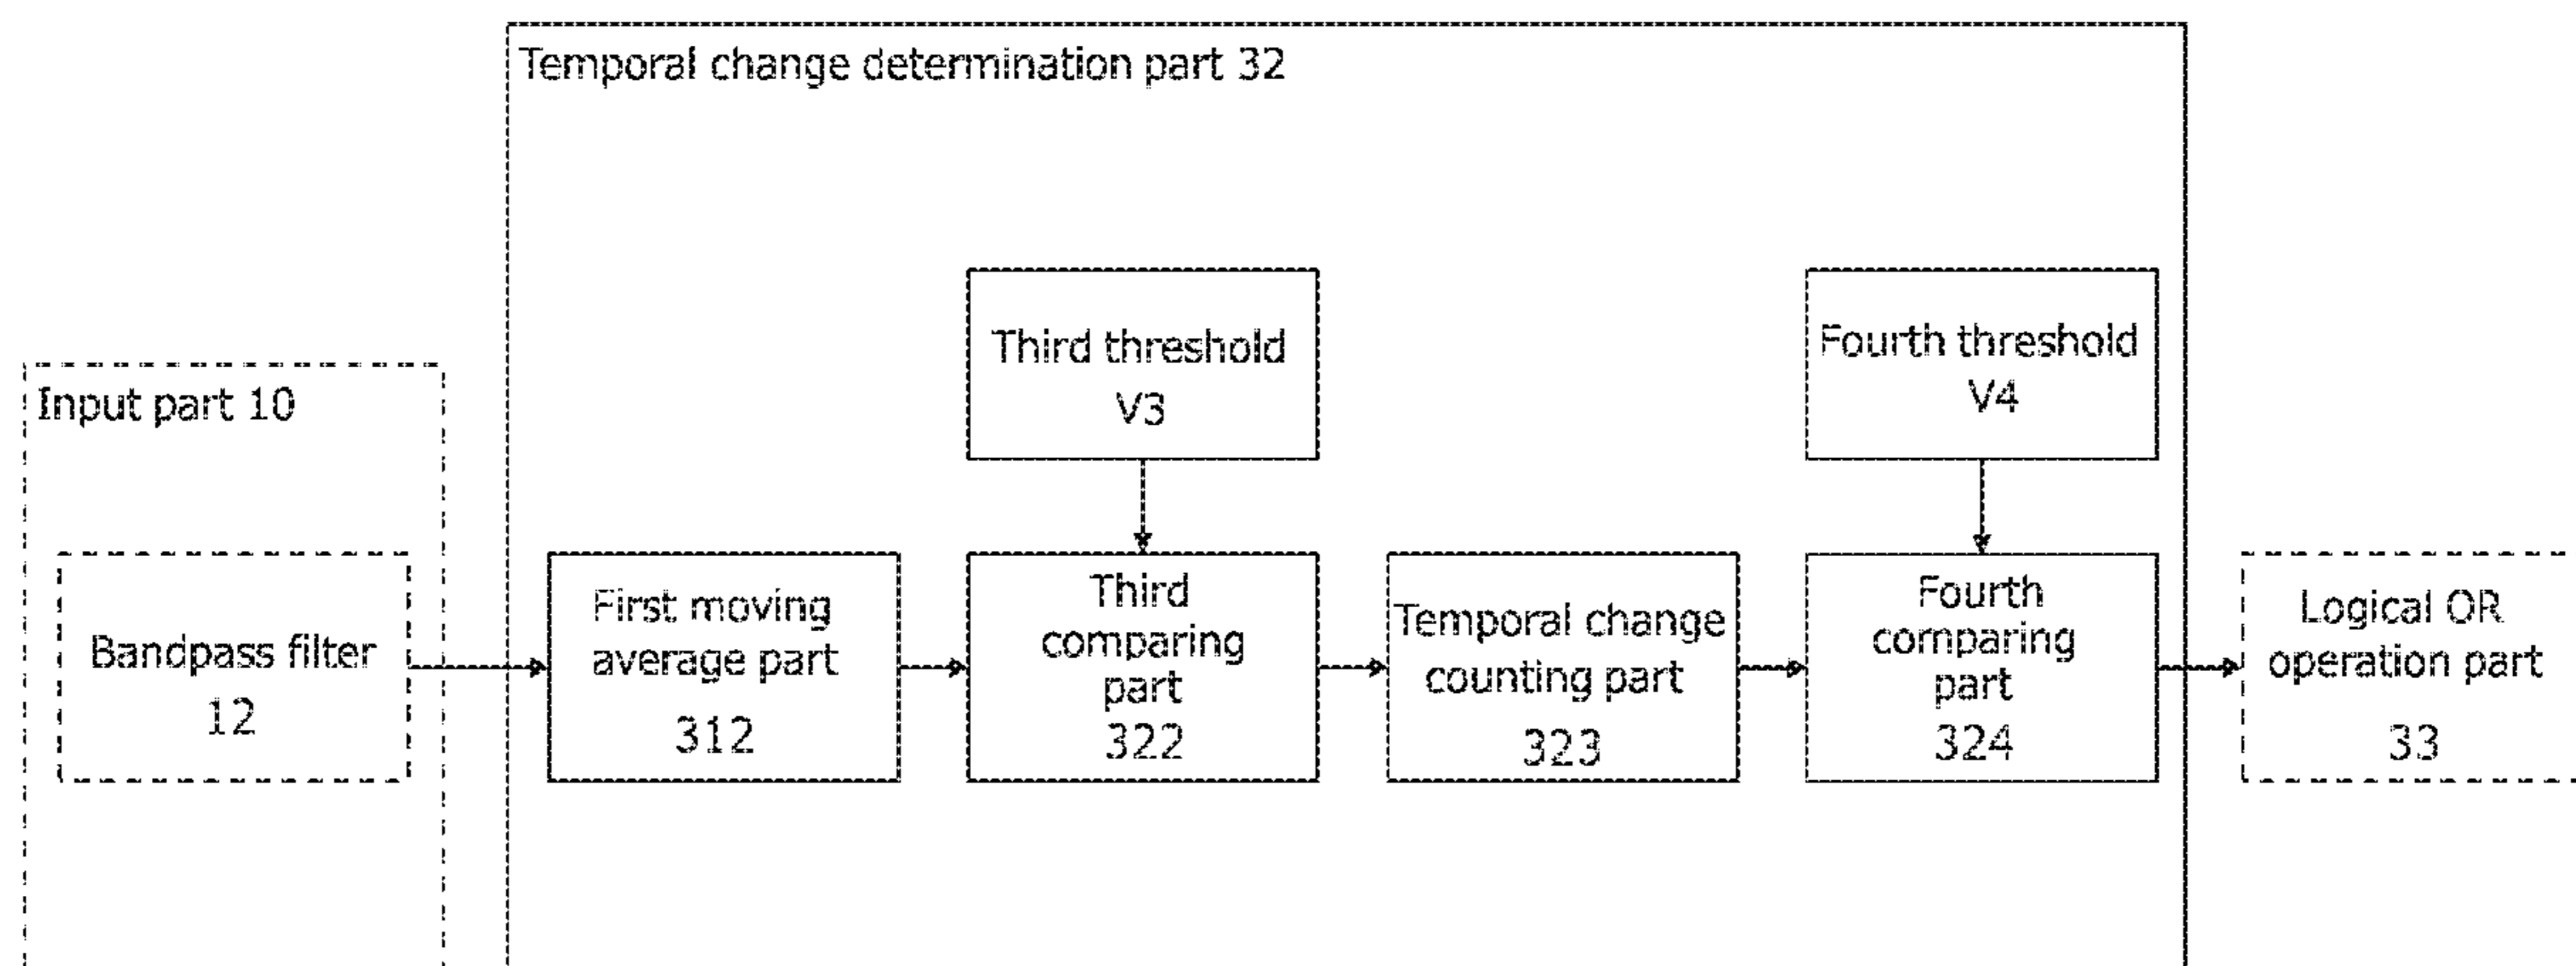 Temporal change determination part 32
Input part 10
Third threshold
V3
Fourth threshold
V4
Bandpass filter
12
First moving
average part
312
Third
comparing
part
322
Temporal change
counting part
323
Fourth
comparing
part
324
Logical OR
operation part
33